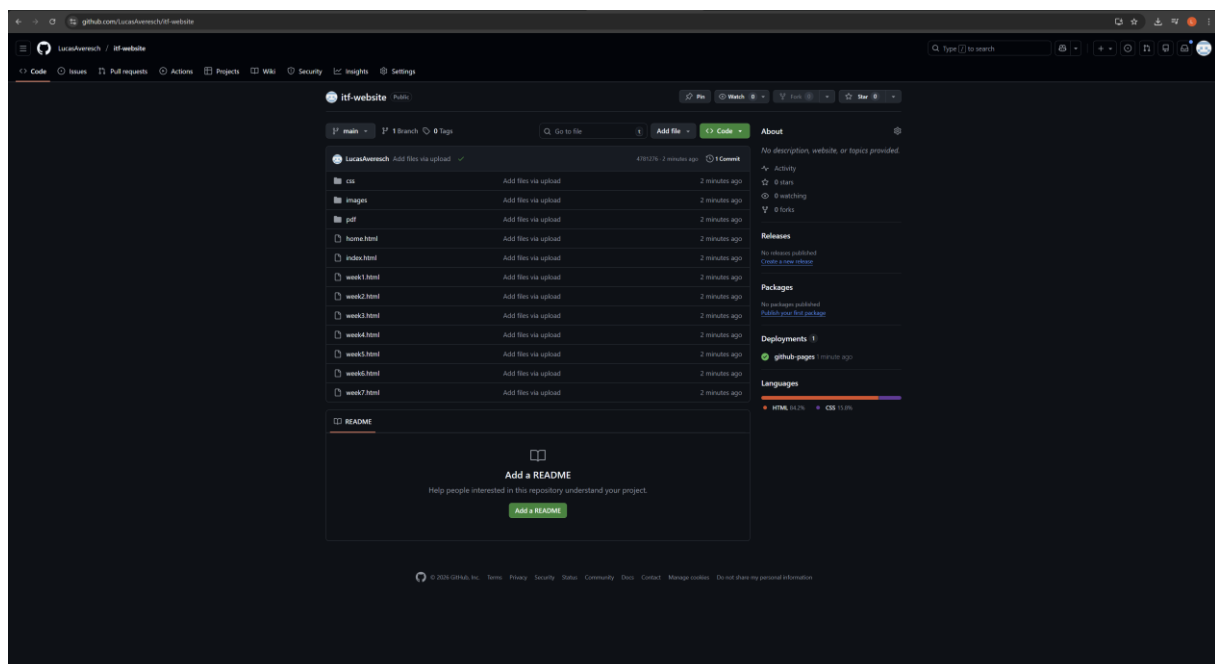 github.com/LucasAveresch/itf-website
LucasAveresch / itf-website
Type / to search
Code Issues Pull requests Actions Projects Wiki Security Insights Settings
itf-website Public
Pin Watch 0 Fork 0 Star 0
main 1 Branch 0 Tags Go to file t Add file Code
About
No description, website, or topics provided.
LucasAveresch Add files via upload 4781276 · 2 minutes ago 1 Commit
Activity
0 stars
0 watching
0 forks
css Add files via upload 2 minutes ago
images Add files via upload 2 minutes ago
pdf Add files via upload 2 minutes ago
home.html Add files via upload 2 minutes ago
index.html Add files via upload 2 minutes ago
week1.html Add files via upload 2 minutes ago
week2.html Add files via upload 2 minutes ago
week3.html Add files via upload 2 minutes ago
week4.html Add files via upload 2 minutes ago
week5.html Add files via upload 2 minutes ago
week6.html Add files via upload 2 minutes ago
week7.html Add files via upload 2 minutes ago
Releases
No releases published
Create a new release
Packages
No packages published
Publish your first package
Deployments 1
github-pages 1 minute ago
Languages
HTML 84.2% CSS 15.8%
README
Add a README
Help people interested in this repository understand your project.
Add a README
© 2026 GitHub, Inc. Terms Privacy Security Status Community Docs Contact Manage cookies Do not share my personal information